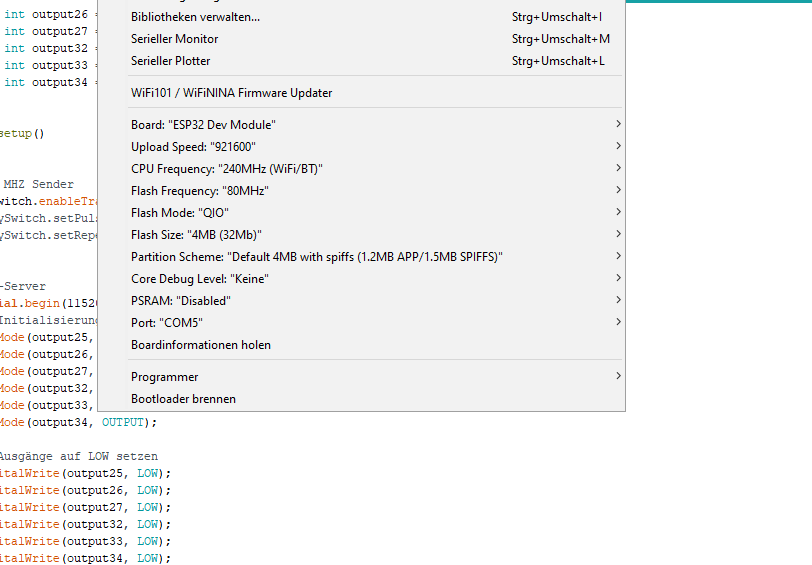 int output26 =
int output27 =
int output32 =
int output33 =
int output34 =
setup()
MHZ Sender
witch.enableTra
ySwitch.setPuls
ySwitch.setRepe
-Server
ial.begin(11520
Initialisierung
Mode(output25,
Mode(output26,
Mode(output27,
Mode(output32,
Mode(output33,
Mode(output34, OUTPUT);
Ausgänge auf LOW setzen
italWrite(output25, LOW);
italWrite(output26, LOW);
italWrite(output27, LOW);
italWrite(output32, LOW);
italWrite(output33, LOW);
italWrite(output34, LOW);
Bibliotheken verwalten... Strg+Umschalt+I
Serieller Monitor Strg+Umschalt+M
Serieller Plotter Strg+Umschalt+L
WiFi101 / WiFiNINA Firmware Updater
Board: "ESP32 Dev Module"
Upload Speed: "921600"
CPU Frequency: "240MHz (WiFi/BT)"
Flash Frequency: "80MHz"
Flash Mode: "QIO"
Flash Size: "4MB (32Mb)"
Partition Scheme: "Default 4MB with spiffs (1.2MB APP/1.5MB SPIFFS)"
Core Debug Level: "Keine"
PSRAM: "Disabled"
Port: "COM5"
Boardinformationen holen
Programmer
Bootloader brennen